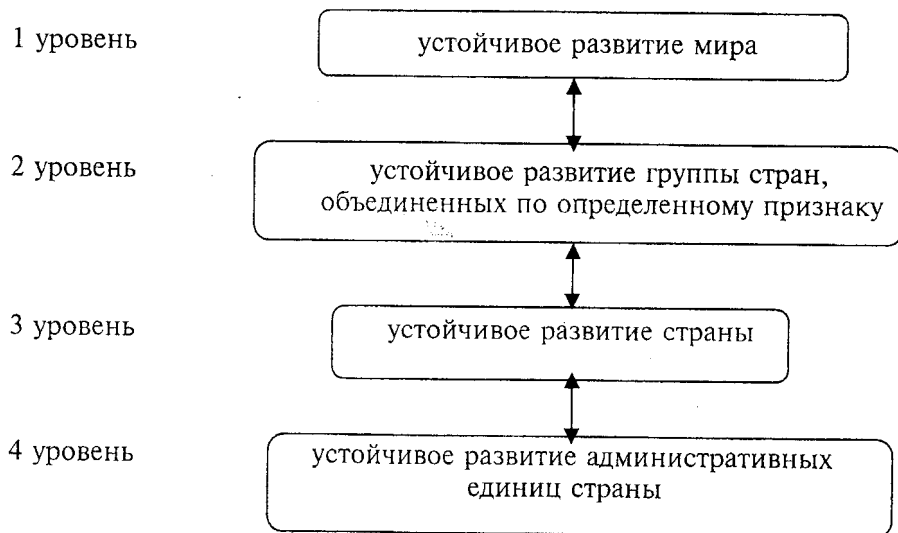 1 уровень
устойчивое развитие мира
2 уровень
устойчивое развитие группы стран,
объединенных по определенному признаку
3 уровень
устойчивое развитие страны
4 уровень
устойчивое развитие административных
единиц страны